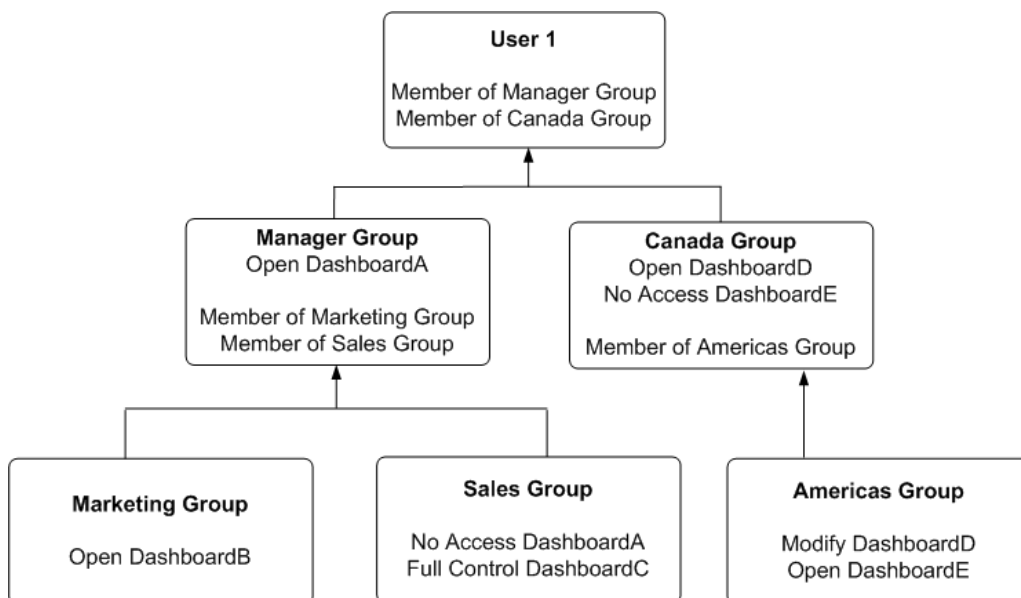 User 1
Member of Manager Group
Member of Canada Group
Manager Group
Open DashboardA
Member of Marketing Group
Member of Sales Group
Canada Group
Open DashboardD
No Access DashboardE
Member of Americas Group
Marketing Group
Open DashboardB
Sales Group
No Access DashboardA
Full Control DashboardC
Americas Group
Modify DashboardD
Open DashboardE